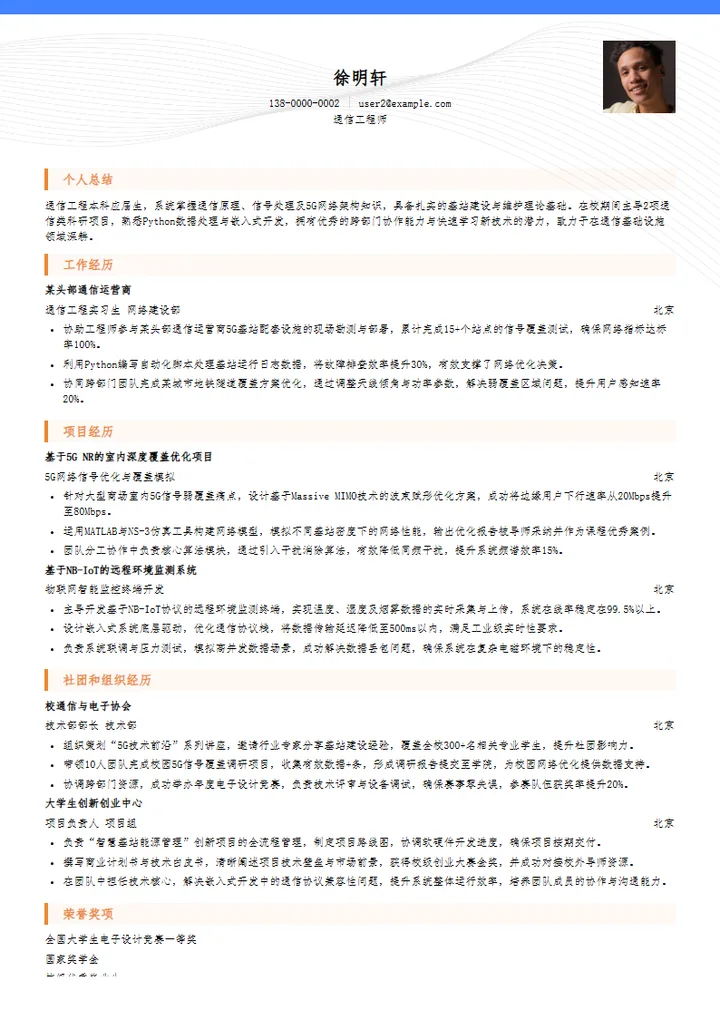 徐明轩
138-0000-0002 | user2@example.com
通信工程师
个人总结
通信工程本科应届生，系统掌握通信原理、信号处理及5G网络架构知识，具备扎实的基站建设与维护理论基础。在校期间主导2项通
信类科研项目，熟悉Python数据处理与嵌入式开发，拥有优秀的跨部门协作能力与快速学习新技术的潜力，致力于在通信基础设施
领域深耕。
工作经历
某头部通信运营商
通信工程实习生 网络建设部 北京
• 协助工程师参与某头部通信运营商5G基站配套设施的现场勘测与部署，累计完成15+个站点的信号覆盖测试，确保网络指标达标
率100%。
• 利用Python编写自动化脚本处理基站运行日志数据，将故障排查效率提升30%，有效支撑了网络优化决策。
• 协同跨部门团队完成某城市地铁隧道覆盖方案优化，通过调整天线倾角与功率参数，解决弱覆盖区域问题，提升用户感知速率
20%。
项目经历
基于5G NR的室内深度覆盖优化项目
5G网络信号优化与覆盖模拟 北京
• 针对大型商场室内5G信号弱覆盖痛点，设计基于Massive MIMO技术的波束赋形优化方案，成功将边缘用户下行速率从20Mbps提升
至80Mbps。
• 运用MATLAB与NS-3仿真工具构建网络模型，模拟不同基站密度下的网络性能，输出优化报告被导师采纳并作为课程优秀案例。
• 团队分工协作中负责核心算法模块，通过引入干扰消除算法，有效降低同频干扰，提升系统频谱效率15%。
基于NB-IoT的远程环境监测系统
物联网智能监控终端开发 北京
• 主导开发基于NB-IoT协议的远程环境监测终端，实现温度、湿度及烟雾数据的实时采集与上传，系统在线率稳定在99.5%以上。
• 设计嵌入式系统底层驱动，优化通信协议栈，将数据传输延迟降低至500ms以内，满足工业级实时性要求。
• 负责系统联调与压力测试，模拟高并发数据场景，成功解决数据丢包问题，确保系统在复杂电磁环境下的稳定性。
社团和组织经历
校通信与电子协会
技术部部长 技术部 北京
• 组织策划“5G技术前沿”系列讲座，邀请行业专家分享基站建设经验，覆盖全校300+名相关专业学生，提升社团影响力。
• 带领10人团队完成校园5G信号覆盖调研项目，收集有效数据+条，形成调研报告提交至学院，为校园网络优化提供数据支持。
• 协调跨部门资源，成功举办年度电子设计竞赛，负责技术评审与设备调试，确保赛事零失误，参赛队伍获奖率提升20%。
大学生创新创业中心
项目负责人 项目组 北京
• 负责“智慧基站能源管理”创新项目的全流程管理，制定项目路线图，协调软硬件开发进度，确保项目按期交付。
• 撰写商业计划书与技术白皮书，清晰阐述项目技术壁垒与市场前景，获得校级创业大赛金奖，并成功对接校外导师资源。
• 在团队中担任技术核心，解决嵌入式开发中的通信协议兼容性问题，提升系统整体运行效率，培养团队成员的协作与沟通能力。
荣誉奖项
全国大学生电子设计竞赛一等奖
国家奖学金